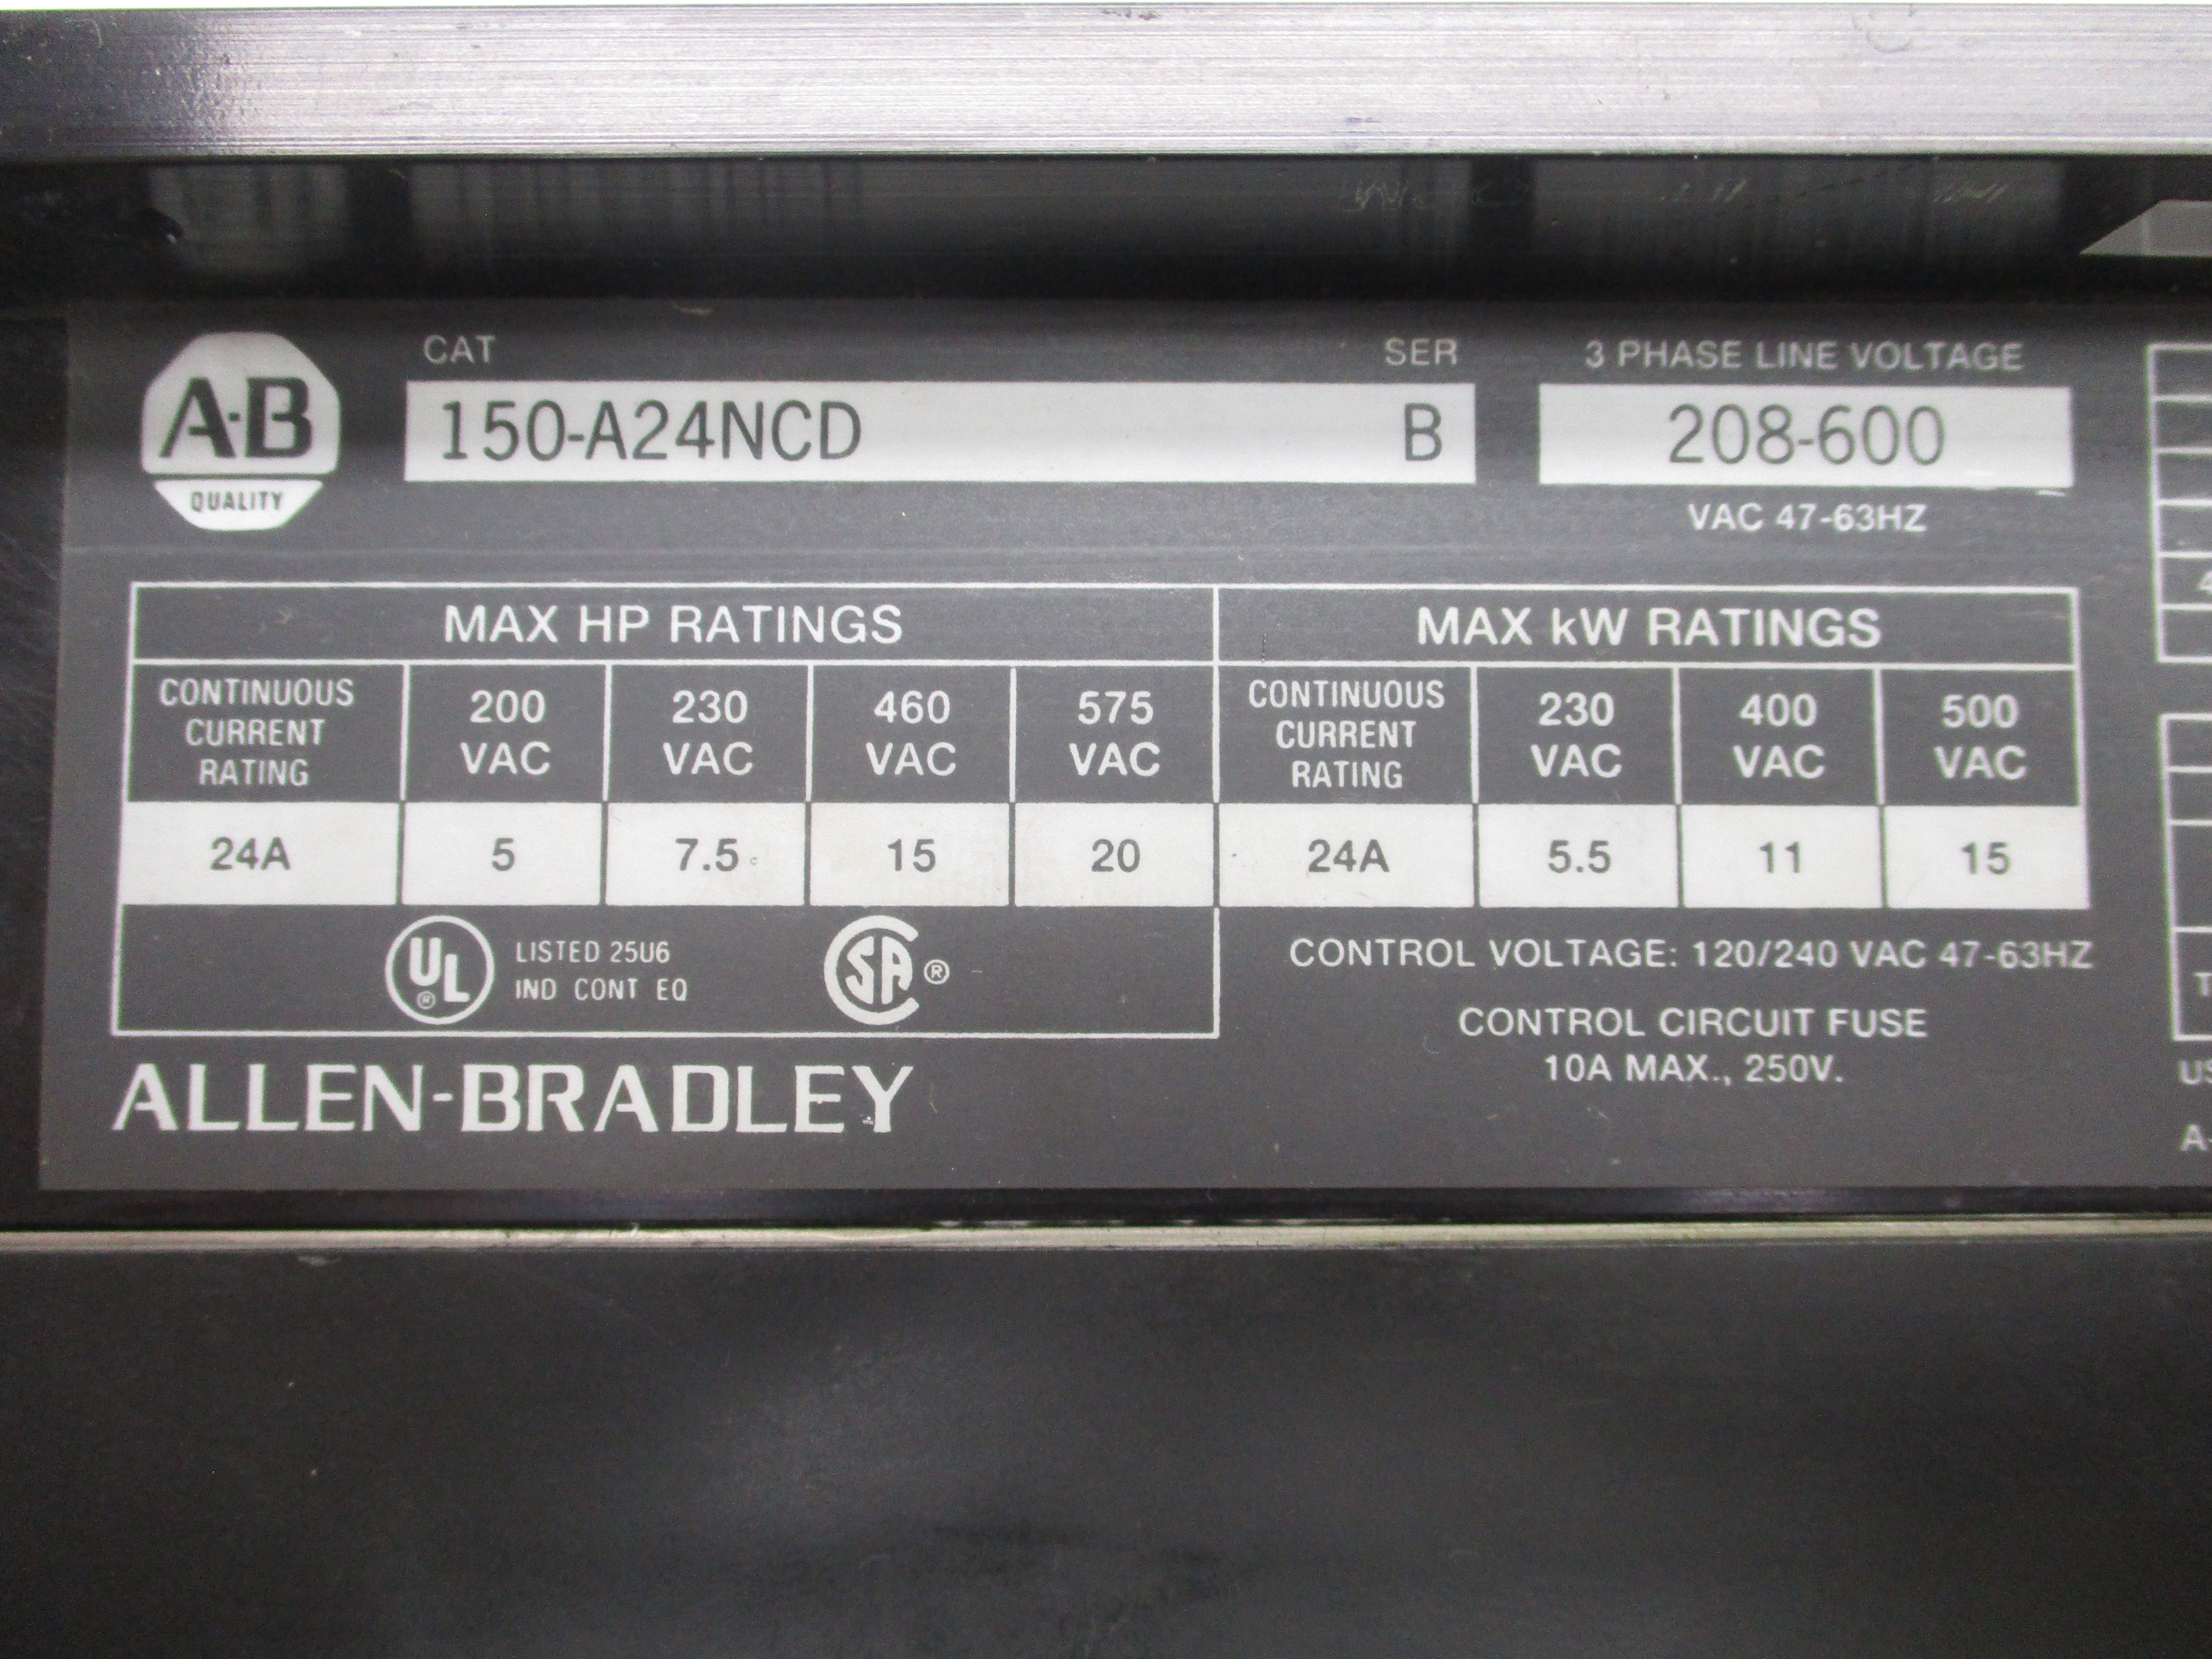 CAT SER 3 PHASE LINE VOLTAGE
A-B 150-A24NCD B 208-600
QUALITY VAC 47-63HZ
MAX HP RATINGS MAX kW RATINGS
CONTINUOUS CURRENT RATING 200 VAC 230 VAC 460 VAC 575 VAC CONTINUOUS CURRENT RATING 230 VAC 400 VAC 500 VAC
24A 5 7.5 15 20 24A 5.5 11 15
UL ® LISTED 25U6
IND CONT EQ
SA ®
CONTROL VOLTAGE: 120/240 VAC 47-63HZ
CONTROL CIRCUIT FUSE
10A MAX., 250V.
ALLEN-BRADLEY